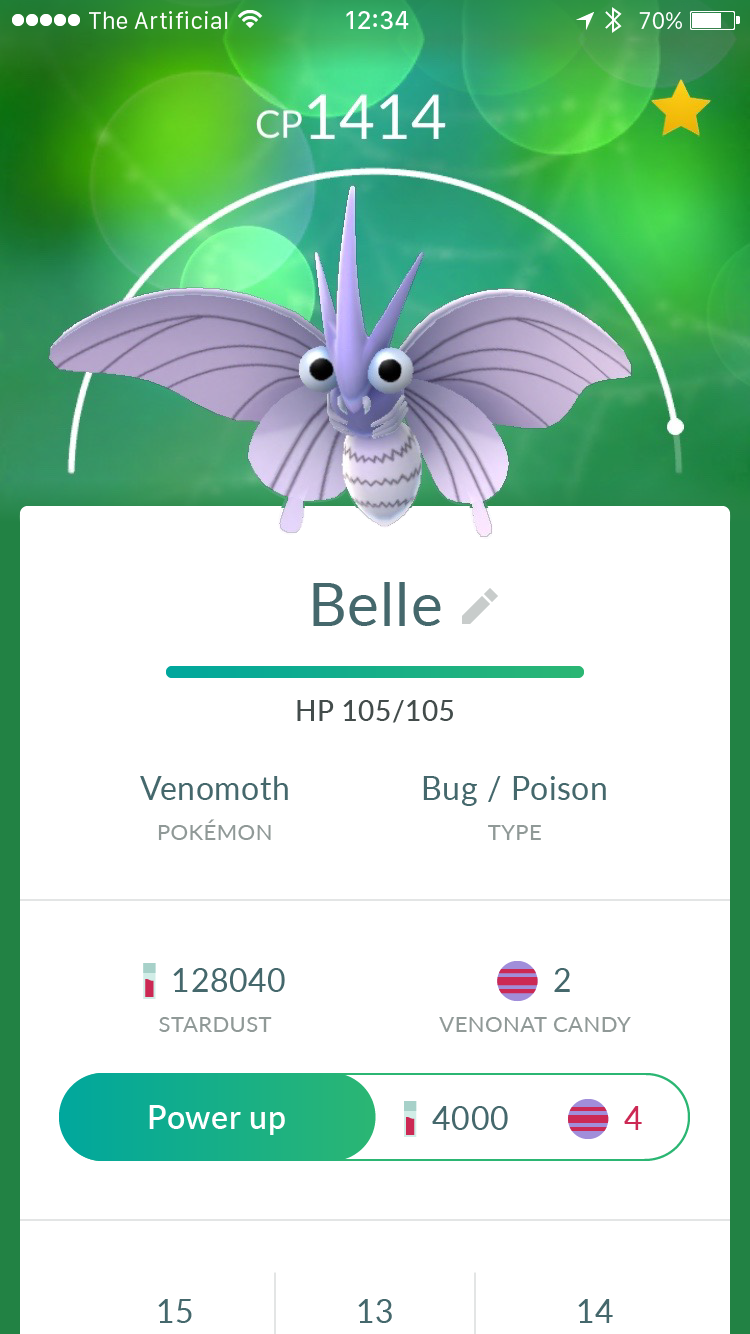 The Artificial 12:34 70%
CP1414
Belle
HP 105/105
Venomoth Bug / Poison
POKÉMON TYPE
128040 2
STARDUST VENONAT CANDY
Power up 4000 4
15 13 14